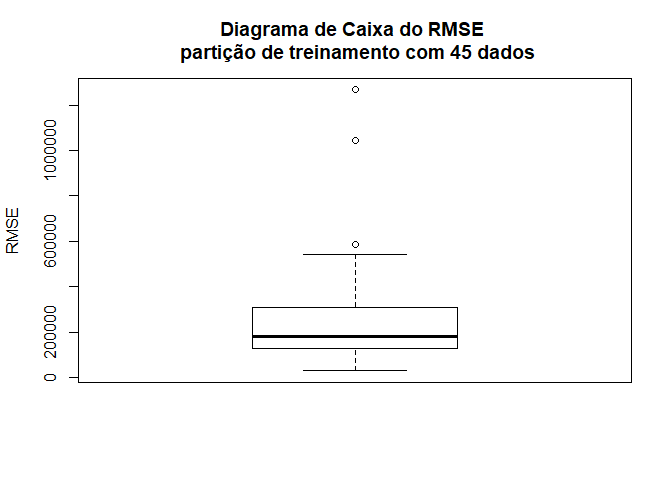 Diagrama de Caixa do RMSE
partição de treinamento com 45 dados
RMSE
1000000
600000
200000
0